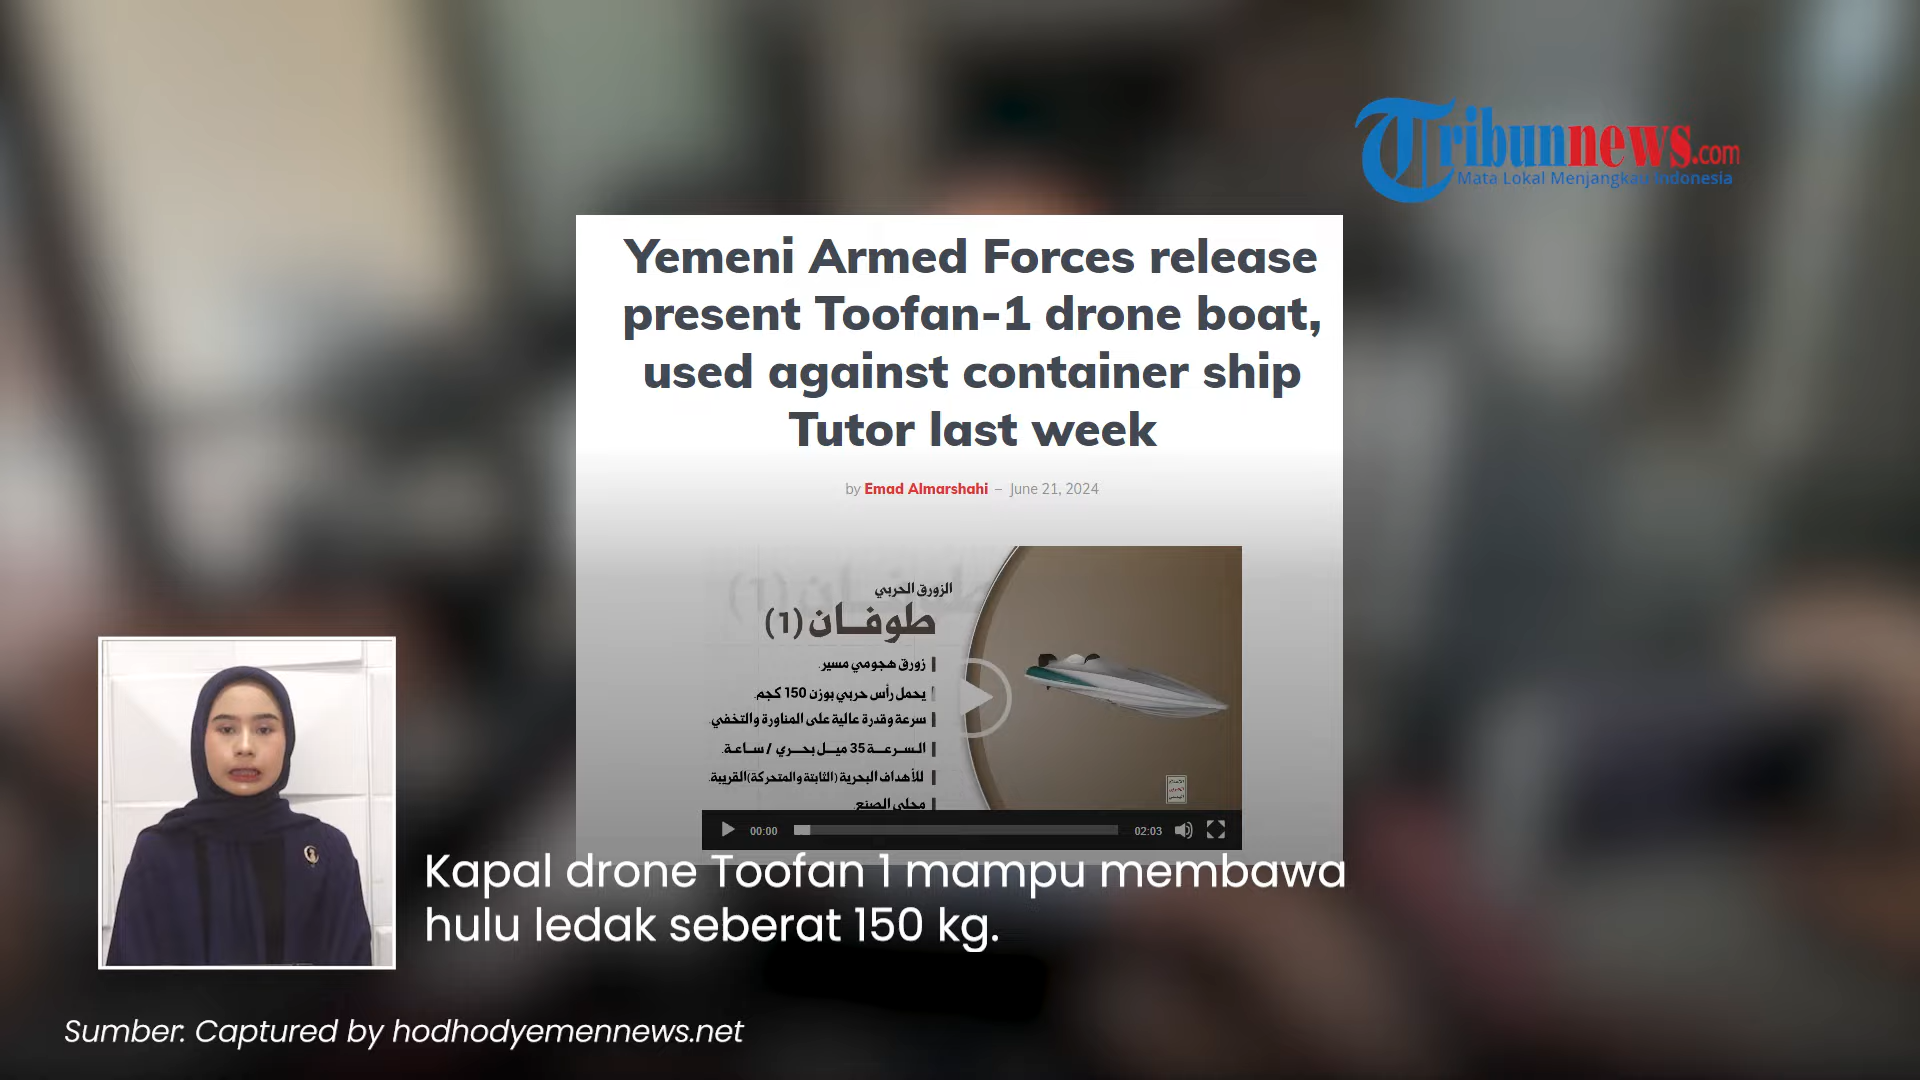 Tribunnews.com
Mata Lokal Menjangkau Indonesia
Yemeni Armed Forces release
present Toofan-1 drone boat,
used against container ship
Tutor last week
by Emad Almarshahi – June 21, 2024
الزورق الحربي
طوفان (1)
زورق هجومي مسير.
يحمل رأس حربي بوزن 150 كجم.
سرعة وقدرة عالية على المناورة والتخفي.
السرعة 35 ميل بحري / ساعة.
للأهداف البحرية (الثابتة والمتحركة) القريبة.
محلي الصنع.
00:00 02:03
Kapal drone Toofan 1 mampu membawa
hulu ledak seberat 150 kg.
Sumber: Captured by hodhodyemennews.net